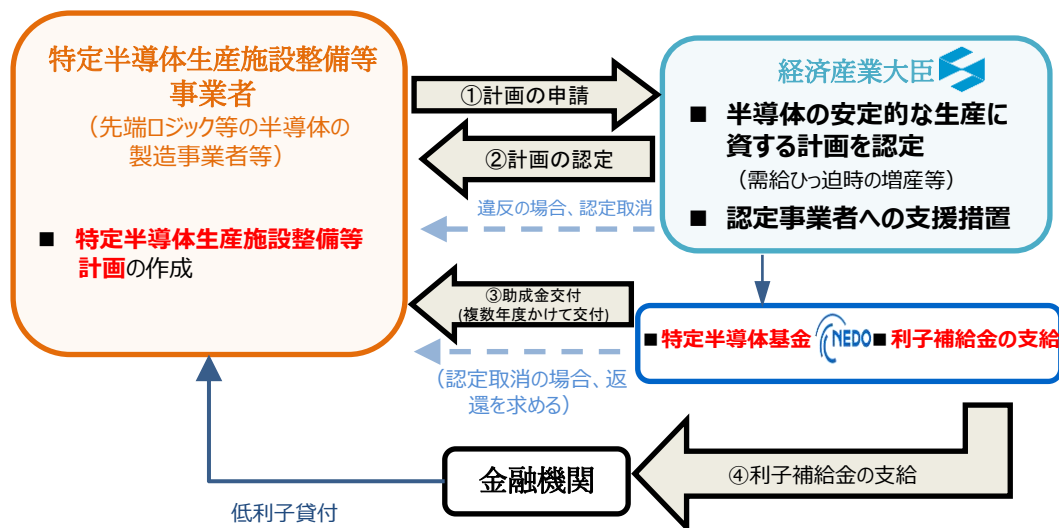 特定半導体生産施設整備等
事業者
（先端ロジック等の半導体の
製造事業者等）
■ 特定半導体生産施設整備等
計画の作成
①計画の申請
②計画の認定
違反の場合、認定取消
経済産業大臣
■ 半導体の安定的な生産に
資する計画を認定
（需給ひっ迫時の増産等）
■ 認定事業者への支援措置
③助成金交付
(複数年度かけて交付)
（認定取消の場合、返
還を求める）
■特定半導体基金
NEDO
■利子補給金の支給
④利子補給金の支給
金融機関
低利子貸付